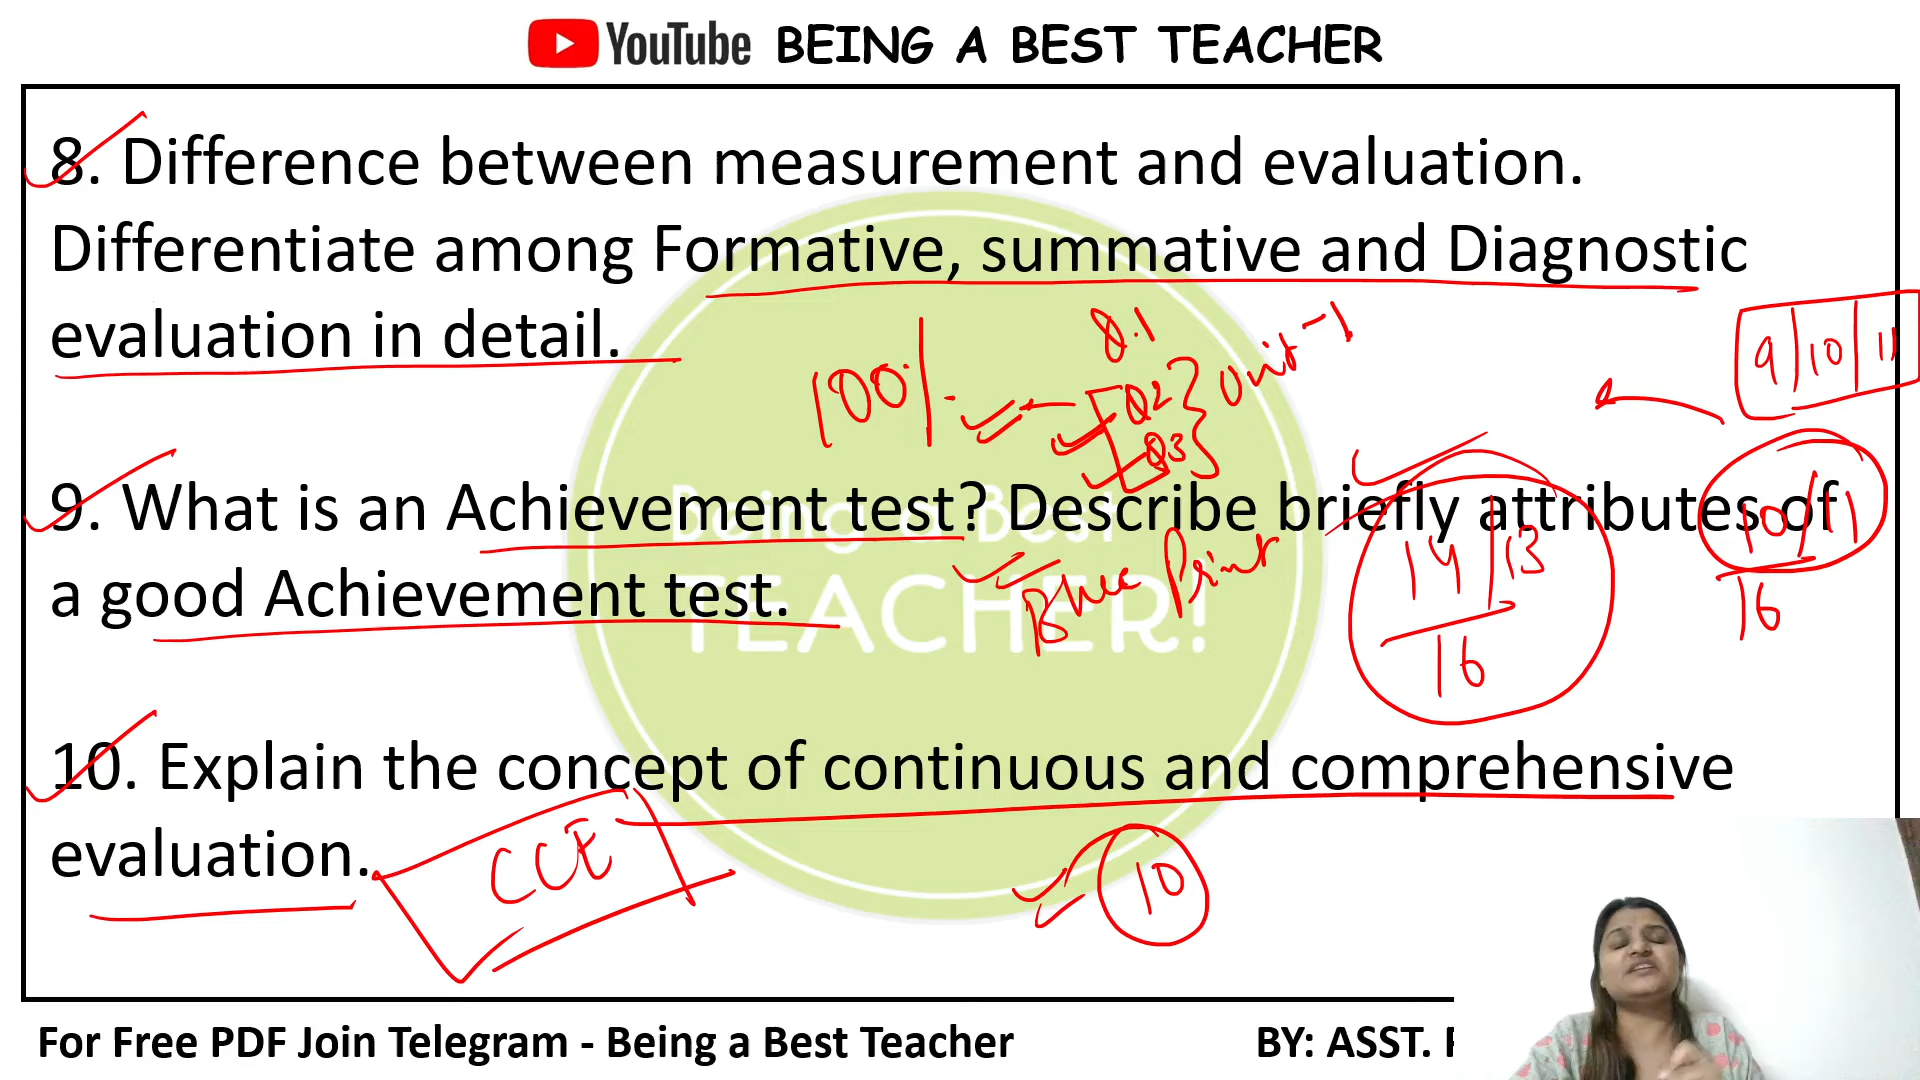 YouTube BEING A BEST TEACHER
8. Difference between measurement and evaluation.
Differentiate among Formative, summative and Diagnostic
evaluation in detail.
100%
Q.1
Q2
Q3
Unit-1
9|10|11
9. What is an Achievement test? Describe briefly attributes of
a good Achievement test.
Being a Best
TEACHER!
Blue Print
14|13
16
10/11
16
10. Explain the concept of continuous and comprehensive
evaluation.
CCE
10
For Free PDF Join Telegram - Being a Best Teacher
BY: ASST.